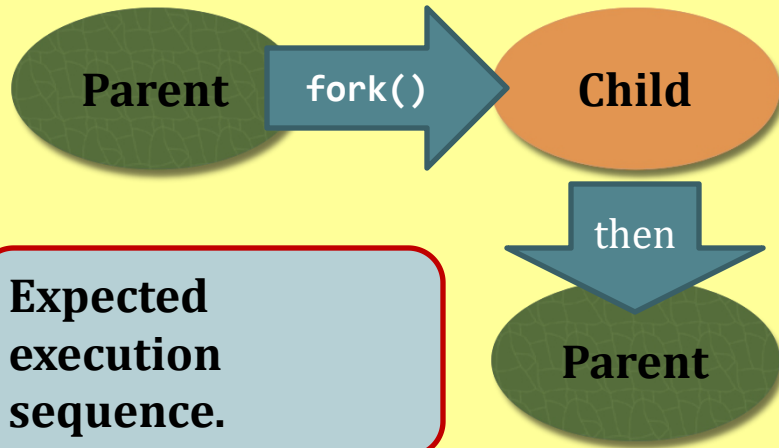 Parent
fork()
Child
then
Expected
execution
sequence.
Parent